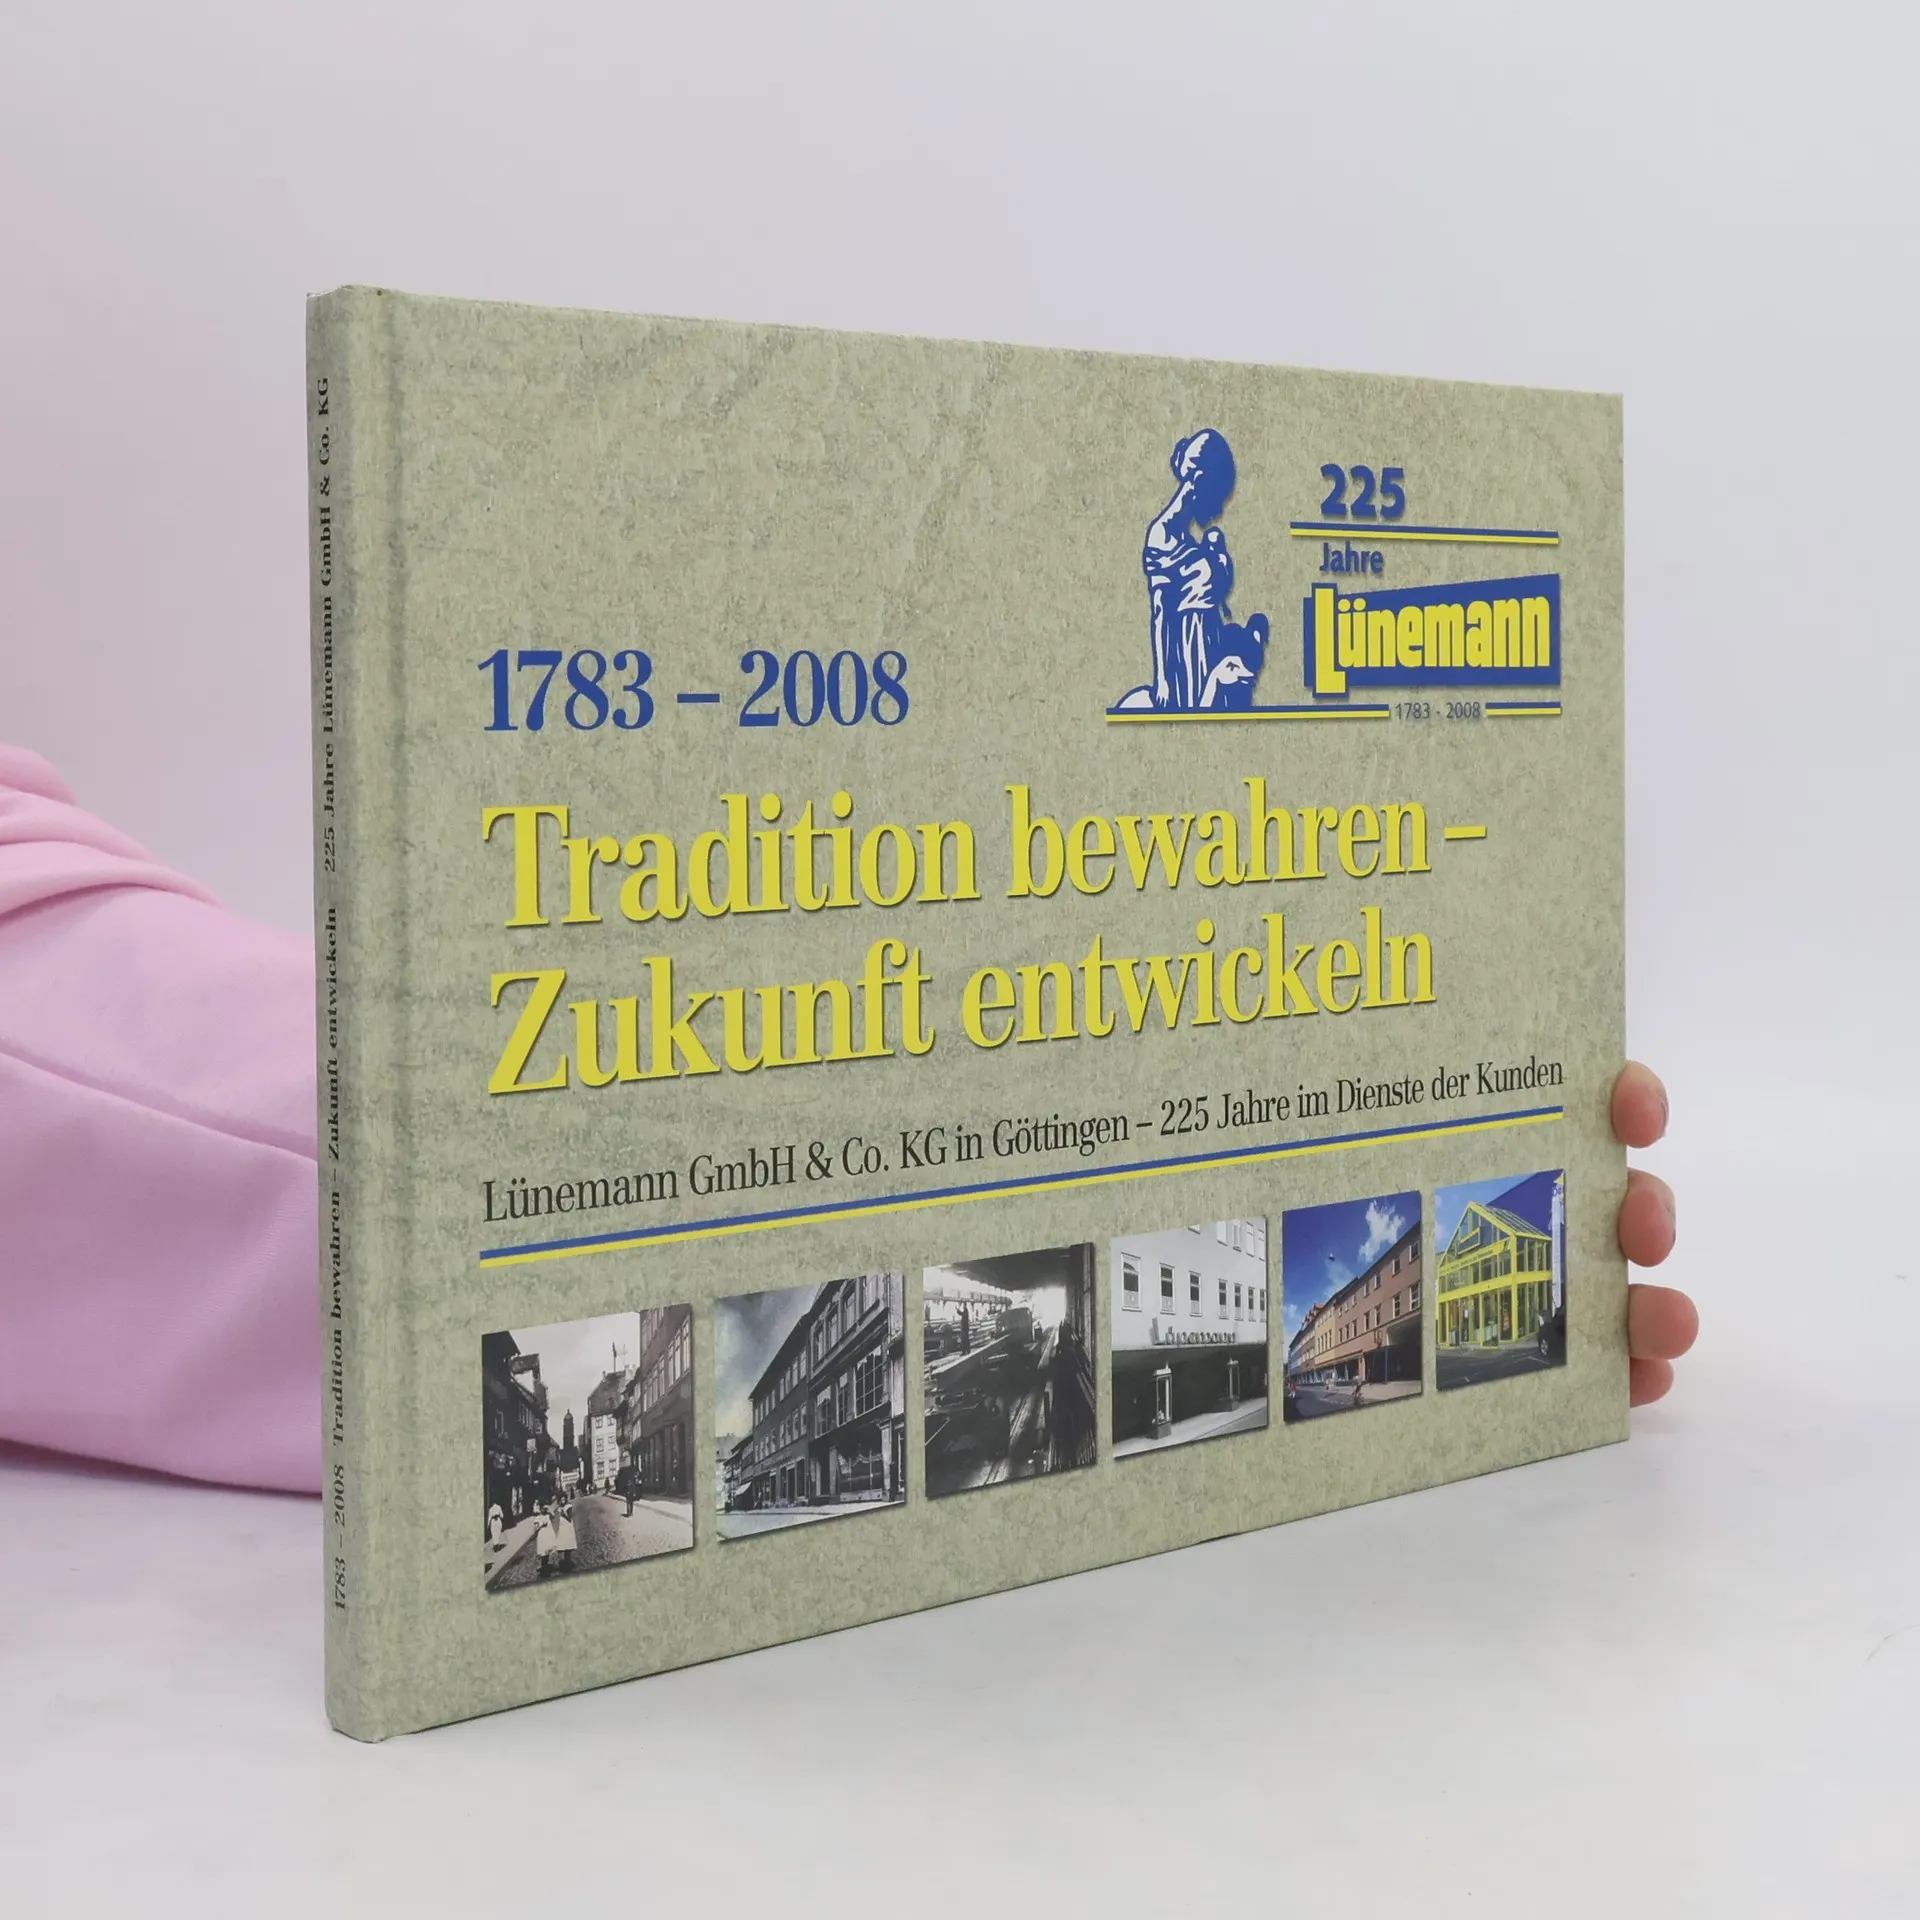 1783 – 2008 Tradition bewahren – Zukunft entwickeln 225 Jahre Lünemann GmbH & Co. KG
225
Jahre
Lünemann
1783 - 2008
1783 – 2008
Tradition bewahren –
Zukunft entwickeln
Lünemann GmbH & Co. KG in Göttingen – 225 Jahre im Dienste der Kunden
Lünemann